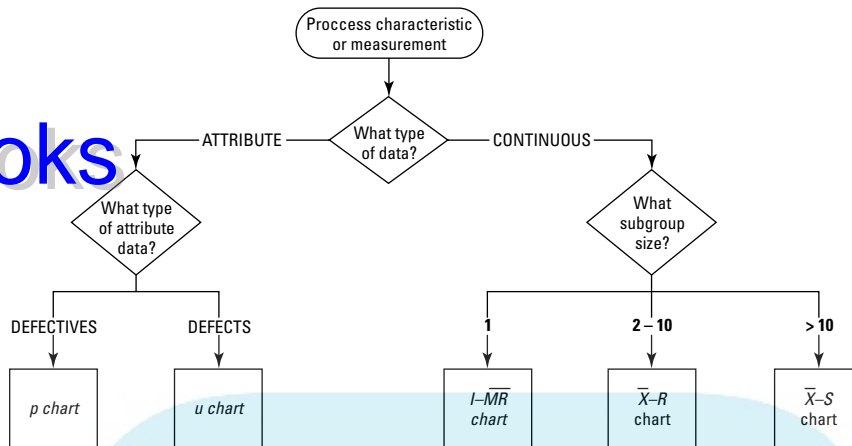 Proccess characteristic
or measurement
What type
of data?
ATTRIBUTE
CONTINUOUS
oks
What type
of attribute
data?
What
subgroup
size?
DEFECTIVES
DEFECTS
1
2 – 10
> 10
p chart
u chart
I–M̅R̅
chart
X̅–R
chart
X̅–S
chart